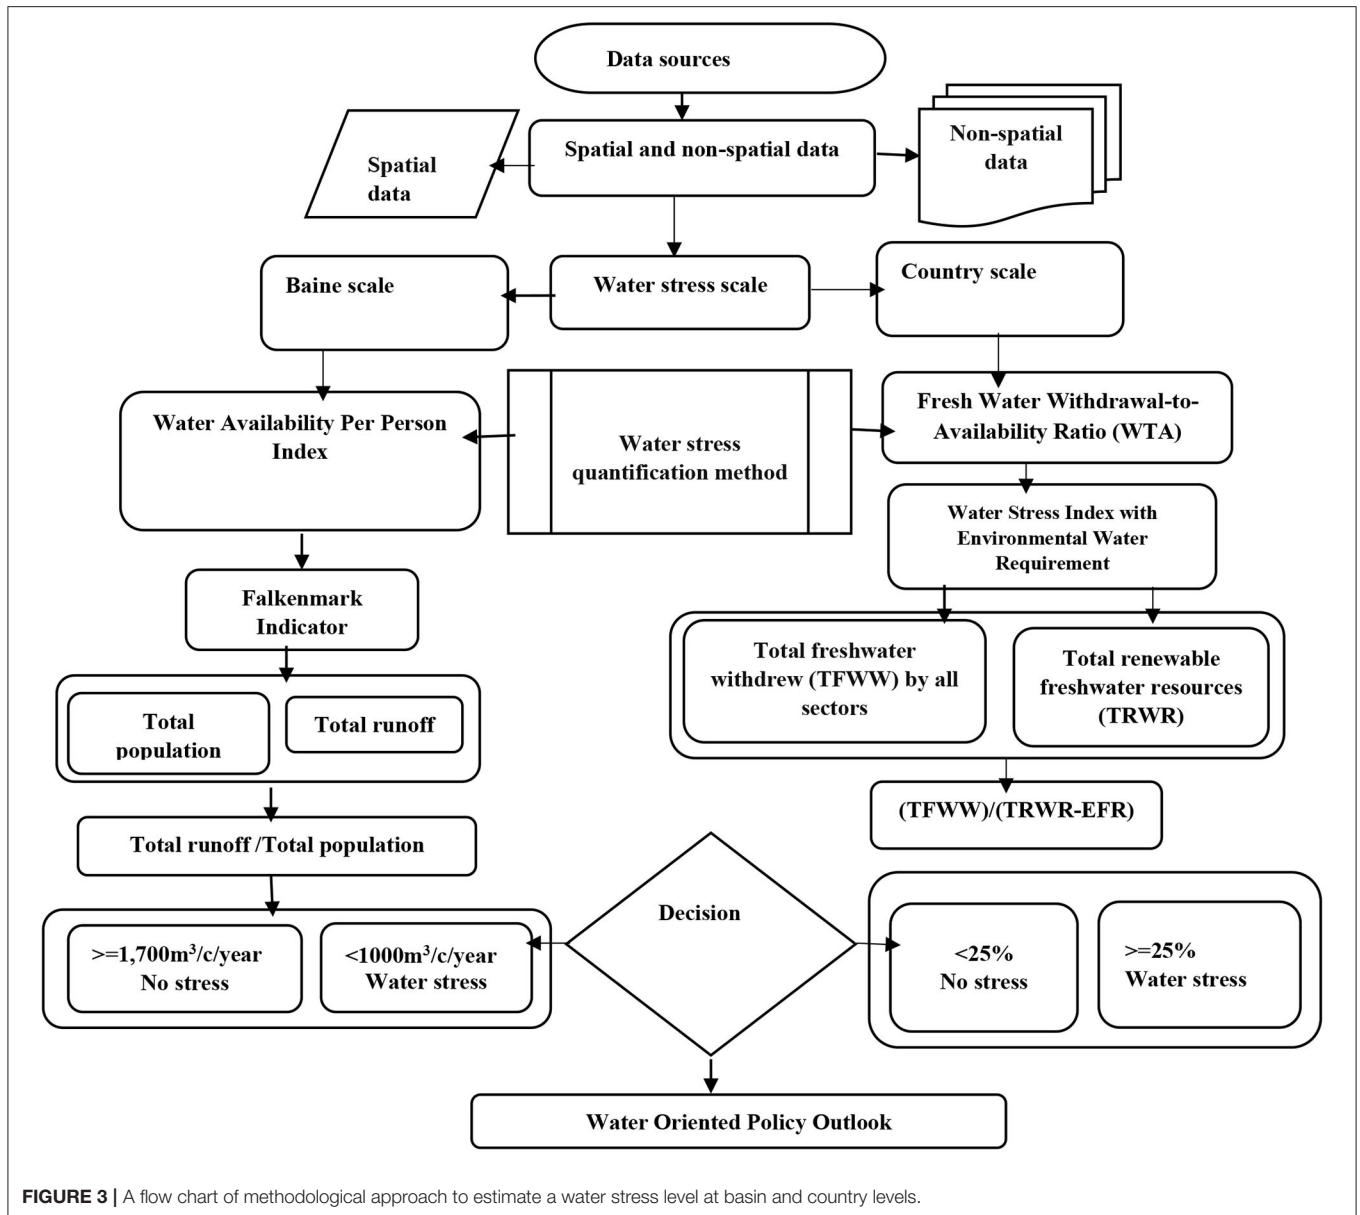 Data sources
Spatial and non-spatial data
Spatial
data
Non-spatial
data
Baine scale
Water stress scale
Country scale
Water Availability Per Person
Index
Water stress
quantification method
Fresh Water Withdrawal-to-
Availability Ratio (WTA)
Water Stress Index with
Environmental Water
Requirement
Falkenmark
Indicator
Total
population
Total runoff
Total freshwater
withdrew (TFWW) by all
sectors
Total renewable
freshwater resources
(TRWR)
(TFWW)/(TRWR-EFR)
Total runoff /Total population
Decision
>=1,700m³/c/year
No stress
<1000m³/c/year
Water stress
<25%
No stress
>=25%
Water stress
Water Oriented Policy Outlook
FIGURE 3 | A flow chart of methodological approach to estimate a water stress level at basin and country levels.